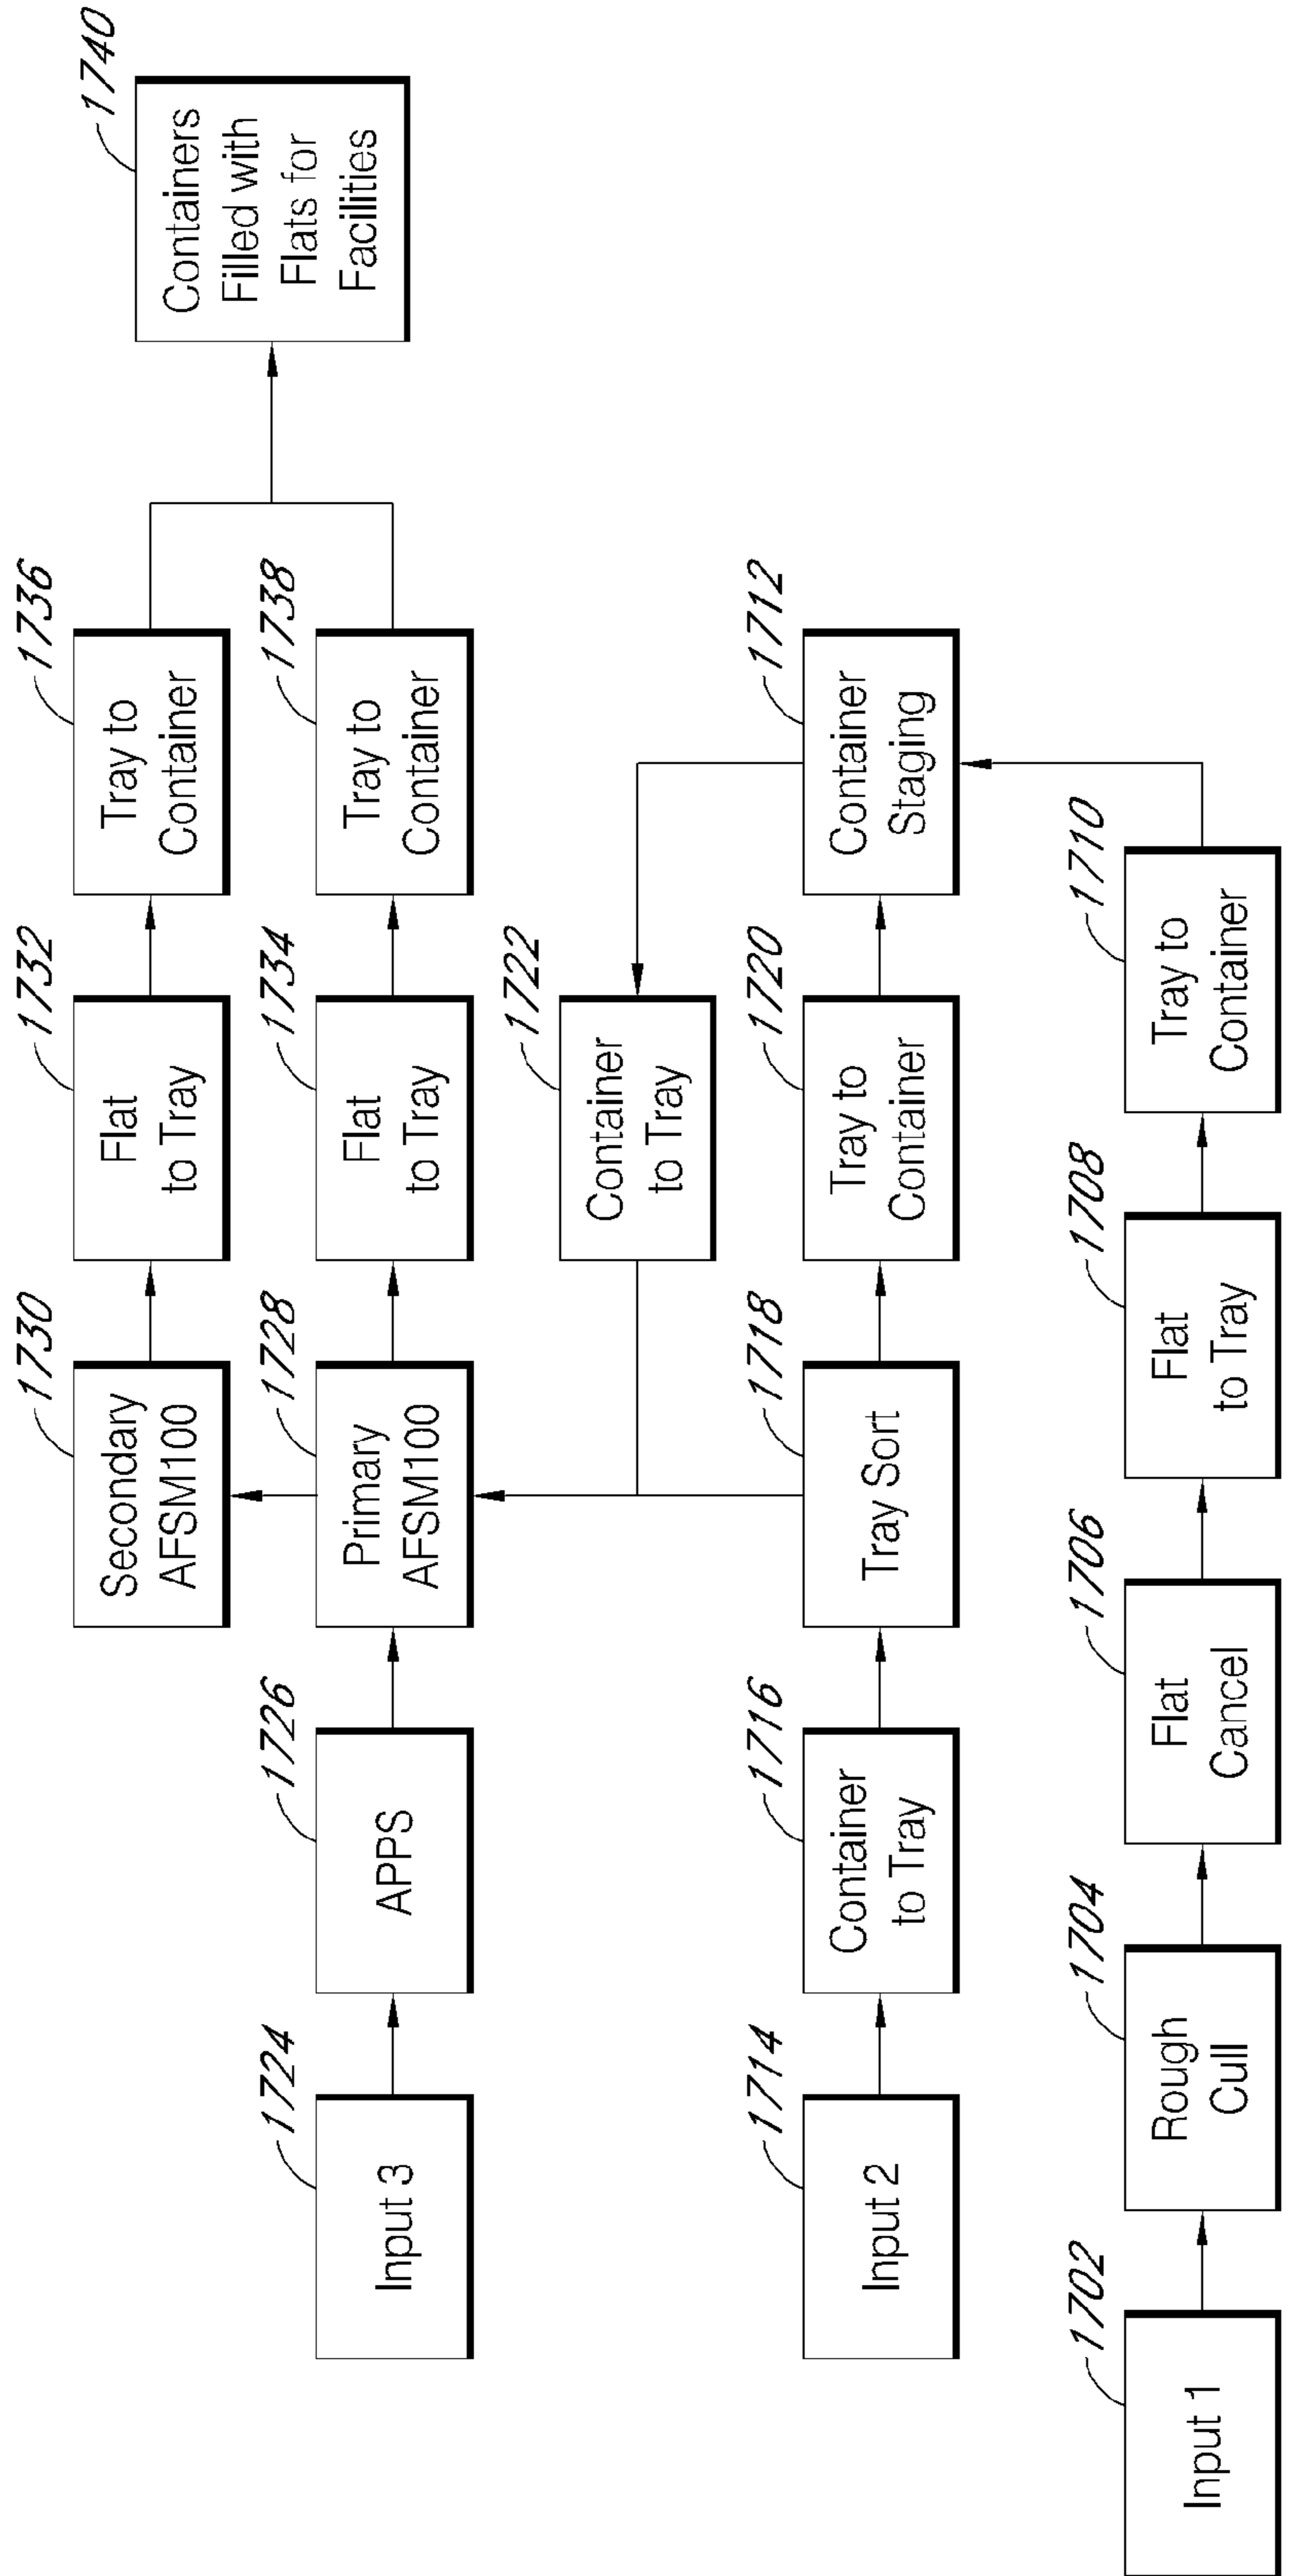 1730
Secondary
AFSM100
1732
Flat
to Tray
1736
Tray to
Container
1740
Containers
Filled with
Flats for
Facilities
1724
Input 3
1726
APPS
1728
Primary
AFSM100
1734
Flat
to Tray
1738
Tray to
Container
1722
Container
to Tray
1714
Input 2
1716
Container
to Tray
1718
Tray Sort
1720
Tray to
Container
1712
Container
Staging
1702
Input 1
1704
Rough
Cull
1706
Flat
Cancel
1708
Flat
to Tray
1710
Tray to
Container